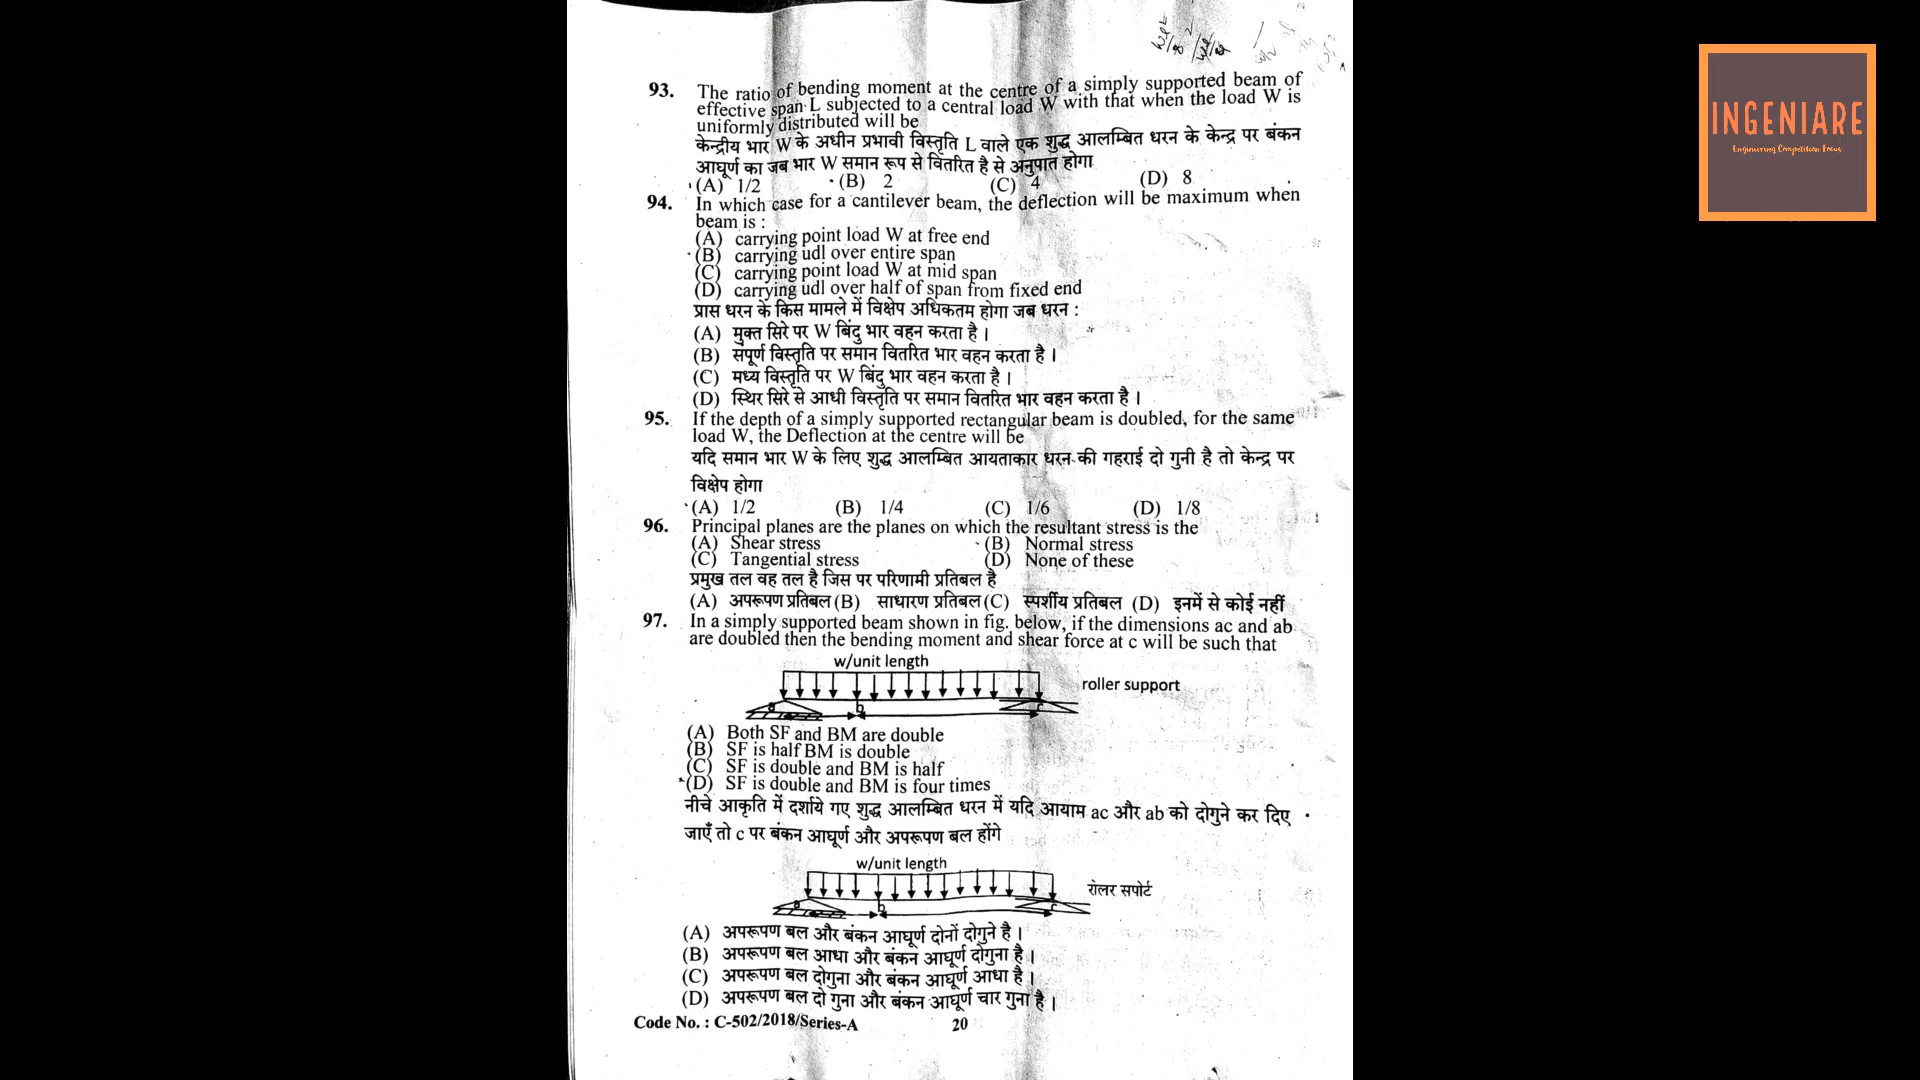 93. The ratio of bending moment at the centre of a simply supported beam of
effective span L subjected to a central load W with that when the load W is
uniformly distributed will be
केन्द्रीय भार W के अधीन प्रभावी विस्तृति L वाले एक शुद्ध आलम्बित धरन के केन्द्र पर बंकन
आघूर्ण का जब भार W समान रूप से वितरित है से अनुपात होगा
(A) 1/2 (B) 2 (C) 4 (D) 8
94. In which case for a cantilever beam, the deflection will be maximum when
beam is :
(A) carrying point load W at free end
(B) carrying udl over entire span
(C) carrying point load W at mid span
(D) carrying udl over half of span from fixed end
प्रास धरन के किस मामले में विक्षेप अधिकतम होगा जब धरन :
(A) मुक्त सिरे पर W बिंदु भार वहन करता है ।
(B) संपूर्ण विस्तृति पर समान वितरित भार वहन करता है ।
(C) मध्य विस्तृति पर W बिंदु भार वहन करता है ।
(D) स्थिर सिरे से आधी विस्तृति पर समान वितरित भार वहन करता है ।
95. If the depth of a simply supported rectangular beam is doubled, for the same
load W, the Deflection at the centre will be
यदि समान भार W के लिए शुद्ध आलम्बित आयताकार धरन की गहराई दो गुनी है तो केन्द्र पर
विक्षेप होगा
(A) 1/2 (B) 1/4 (C) 1/6 (D) 1/8
96. Principal planes are the planes on which the resultant stress is the
(A) Shear stress (B) Normal stress
(C) Tangential stress (D) None of these
प्रमुख तल वह तल है जिस पर परिणामी प्रतिबल है
(A) अपरूपण प्रतिबल (B) साधारण प्रतिबल (C) स्पर्शीय प्रतिबल (D) इनमें से कोई नहीं
97. In a simply supported beam shown in fig. below, if the dimensions ac and ab
are doubled then the bending moment and shear force at c will be such that
w/unit length
roller support
a b c
(A) Both SF and BM are double
(B) SF is half BM is double
(C) SF is double and BM is half
(D) SF is double and BM is four times
नीचे आकृति में दर्शाये गए शुद्ध आलम्बित धरन में यदि आयाम ac और ab को दोगुने कर दिए
जाएँ तो c पर बंकन आघूर्ण और अपरूपण बल होंगे
w/unit length
रोलर सपोर्ट
a b c
(A) अपरूपण बल और बंकन आघूर्ण दोनों दोगुने है ।
(B) अपरूपण बल आधा और बंकन आघूर्ण दोगुना है ।
(C) अपरूपण बल दोगुना और बंकन आघूर्ण आधा है ।
(D) अपरूपण बल दो गुना और बंकन आघूर्ण चार गुना है ।
Code No. : C-502/2018/Series-A 20
INGENIARE
Engineering Competition Focus